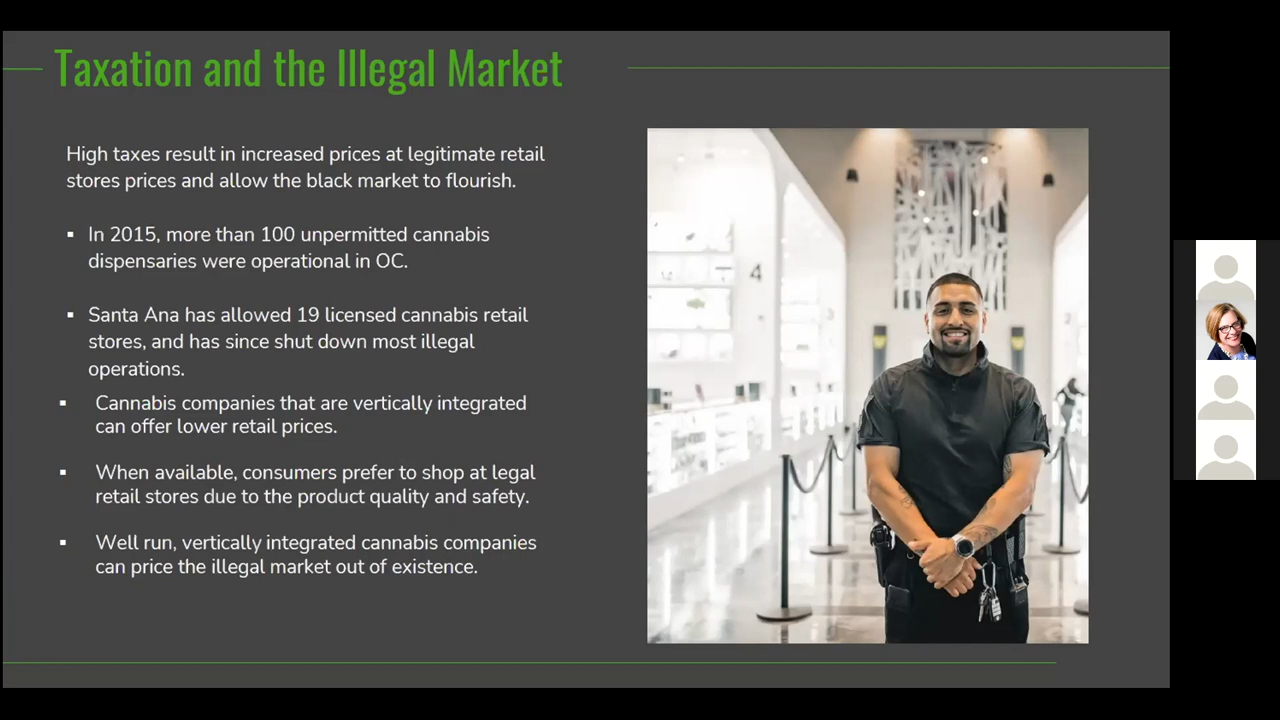 Taxation and the Illegal Market
High taxes result in increased prices at legitimate retail
stores prices and allow the black market to flourish.
▪ In 2015, more than 100 unpermitted cannabis
dispensaries were operational in OC.
▪ Santa Ana has allowed 19 licensed cannabis retail
stores, and has since shut down most illegal
operations.
▪ Cannabis companies that are vertically integrated
can offer lower retail prices.
▪ When available, consumers prefer to shop at legal
retail stores due to the product quality and safety.
▪ Well run, vertically integrated cannabis companies
can price the illegal market out of existence.
4